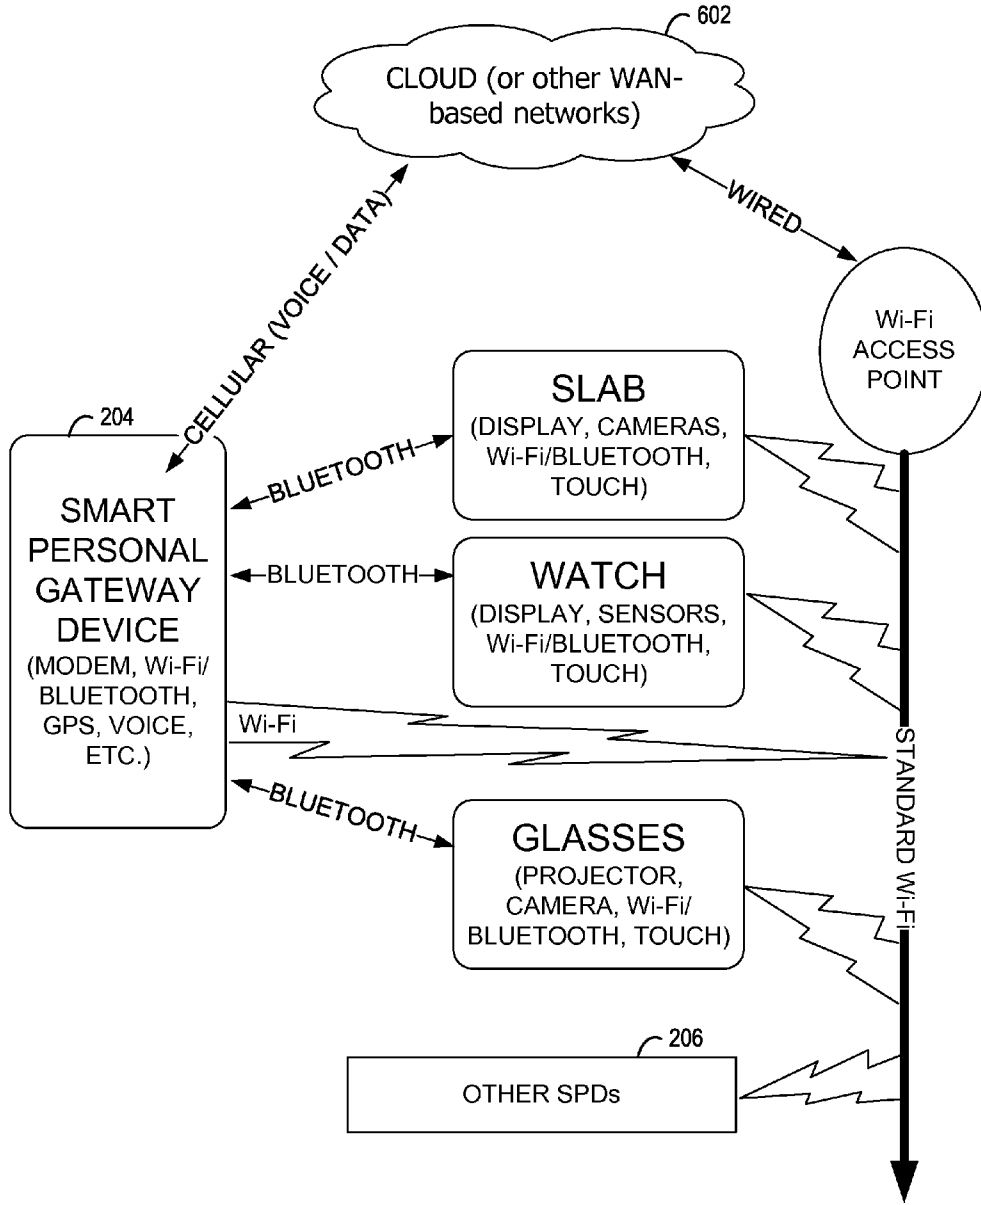 602
CLOUD (or other WAN-
based networks)
WIRED
CELLULAR (VOICE / DATA)
Wi-Fi
ACCESS
POINT
204
SMART
PERSONAL
GATEWAY
DEVICE
(MODEM, Wi-Fi/
BLUETOOTH,
GPS, VOICE,
ETC.)
BLUETOOTH
SLAB
(DISPLAY, CAMERAS,
Wi-Fi/BLUETOOTH,
TOUCH)
BLUETOOTH
WATCH
(DISPLAY, SENSORS,
Wi-Fi/BLUETOOTH,
TOUCH)
Wi-Fi
BLUETOOTH
GLASSES
(PROJECTOR,
CAMERA, Wi-Fi/
BLUETOOTH, TOUCH)
STANDARD Wi-Fi
206
OTHER SPDs